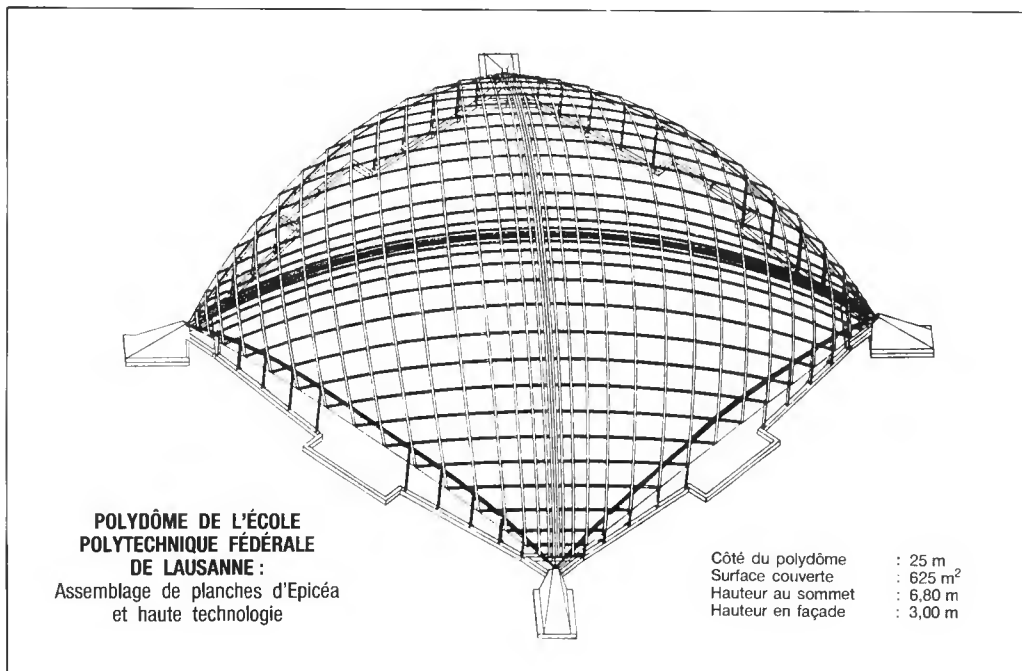 POLYDÔME DE L'ÉCOLE
POLYTECHNIQUE FÉDÉRALE
DE LAUSANNE :
Assemblage de planches d'Epicéa
et haute technologie
Côté du polydôme : 25 m
Surface couverte : 625 m²
Hauteur au sommet : 6,80 m
Hauteur en façade : 3,00 m